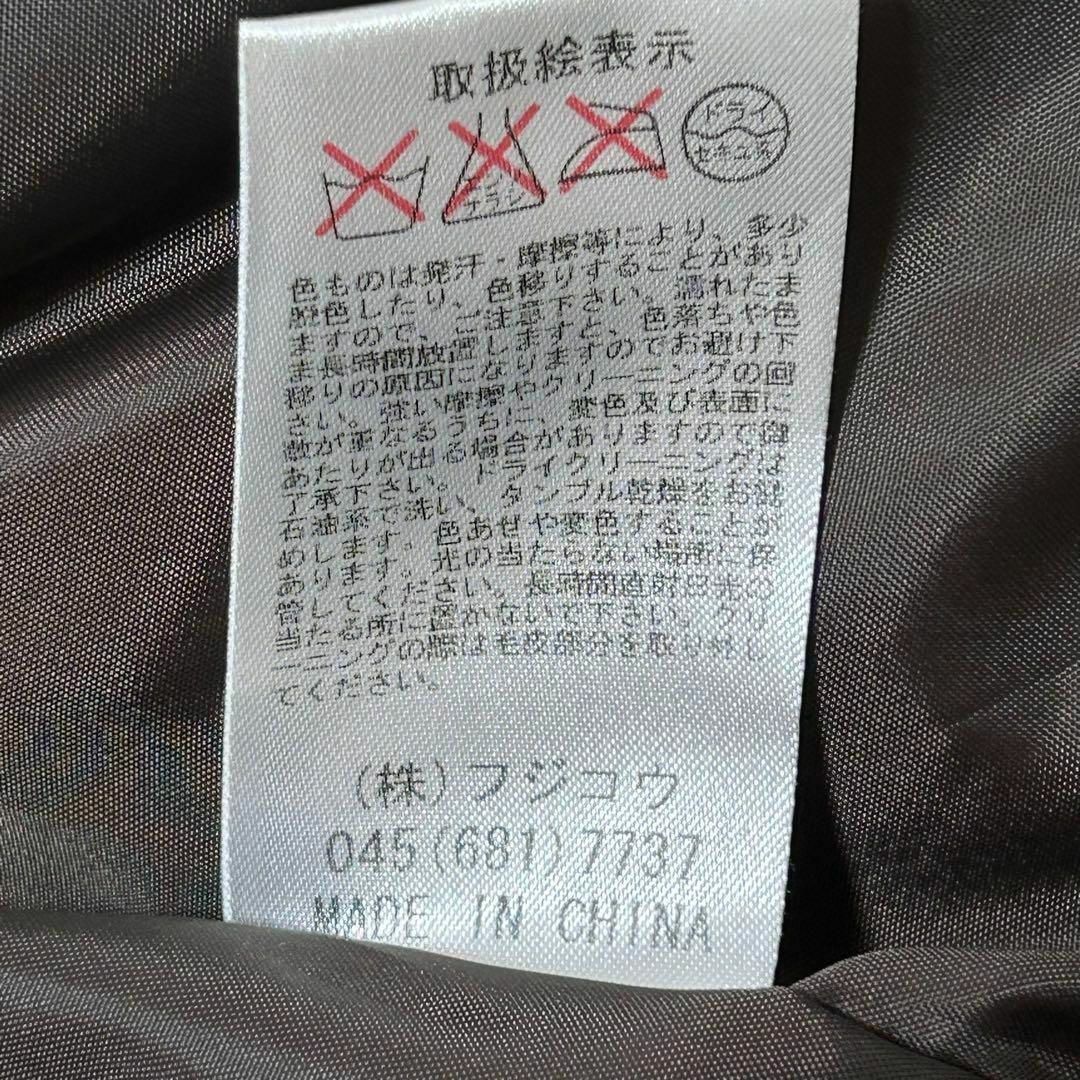 取扱絵表示
エンソサラシ
ドライ
セキユ系
色ものは発汗・摩擦等により、多少
脱色したり、色移りすることがあり
ますので、ご注意下さい。濡れたま
ま長時間放置しますと、色落ちや色
移りの原因になりますのでお避け下
さい。強い摩擦やクリーニングの回
数が重なるうちに、変色及び表面に
あたりが出る場合がありますので御
了承下さい。ドライクリーニングは
石油系で洗い、タンブル乾燥をお奨
めします。色あせや変色することが
あります。光の当たらない場所に保
管してください。長時間直射日光の
当たる所に置かないで下さい。クリ
ーニングの際は毛皮部分を取り外し
てください。
(株)フジコウ
045(681)7737
MADE IN CHINA